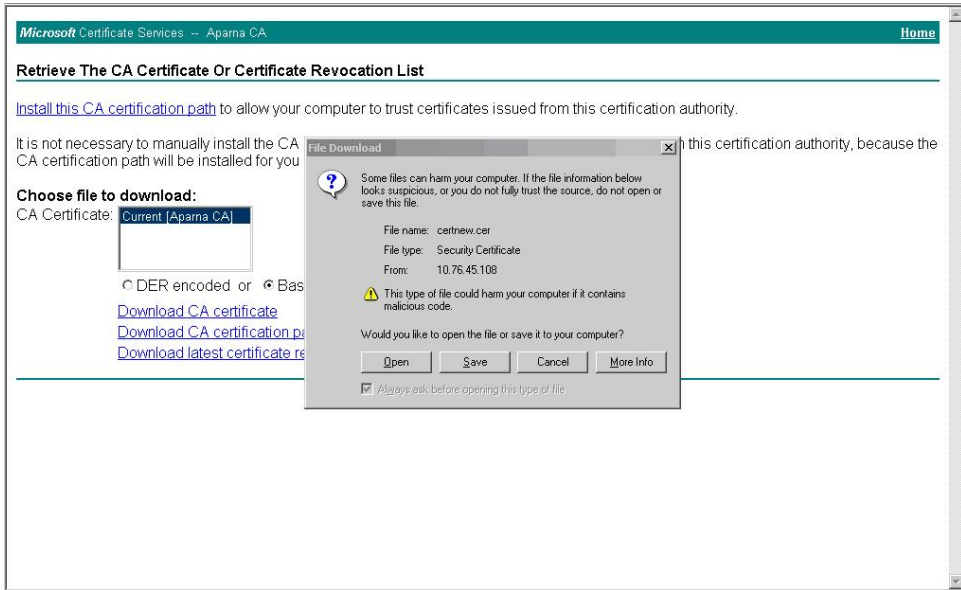 Microsoft Certificate Services -- Aparna CA Home
Retrieve The CA Certificate Or Certificate Revocation List
Install this CA certification path to allow your computer to trust certificates issued from this certification authority.
It is not necessary to manually install the CA
this certification authority, because the
CA certification path will be installed for you
Choose file to download:
CA Certificate: Current [Aparna CA]
DER encoded or Bas
Download CA certificate
Download CA certification pa
Download latest certificate re
File Download
Some files can harm your computer. If the file information below
looks suspicious, or you do not fully trust the source, do not open or
save this file.
File name: certnew.cer
File type: Security Certificate
From: 10.76.45.108
This type of file could harm your computer if it contains
malicious code.
Would you like to open the file or save it to your computer?
Open Save Cancel More Info
Always ask before opening this type of file